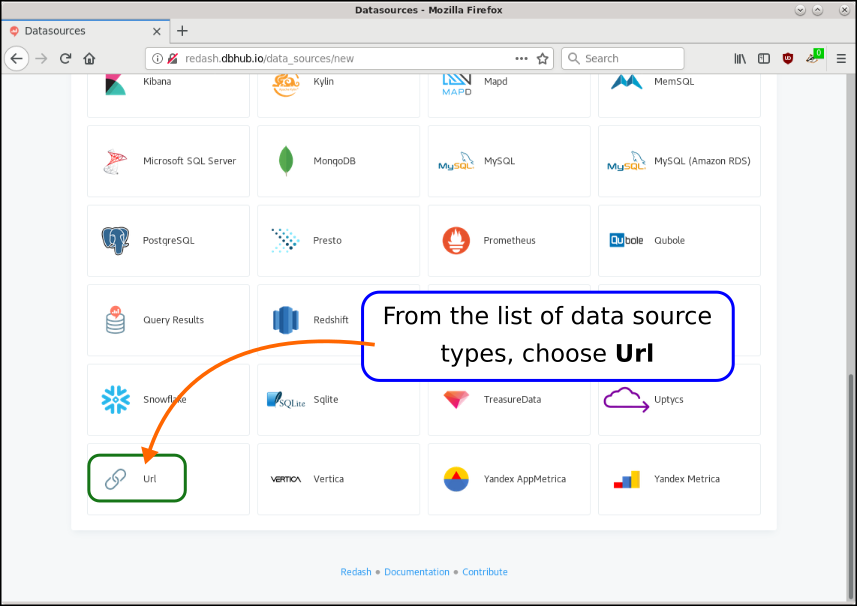 Datasources - Mozilla Firefox
Datasources
redash.dbhub.io/data_sources/new
Search
0
Kibana
Kylin
MAPD
Mapd
MemSQL
Microsoft SQL Server
MongoDB
MySQL
MySQL
MySQL
MySQL (Amazon RDS)
PostgreSQL
Presto
Prometheus
Qubole
Qubole
Query Results
Redshift
From the list of data source
types, choose Url
Snowflake
SQLite
Sqlite
TreasureData
Uptycs
Url
VERTICA
Vertica
Yandex AppMetrica
Yandex Metrica
Redash • Documentation • Contribute